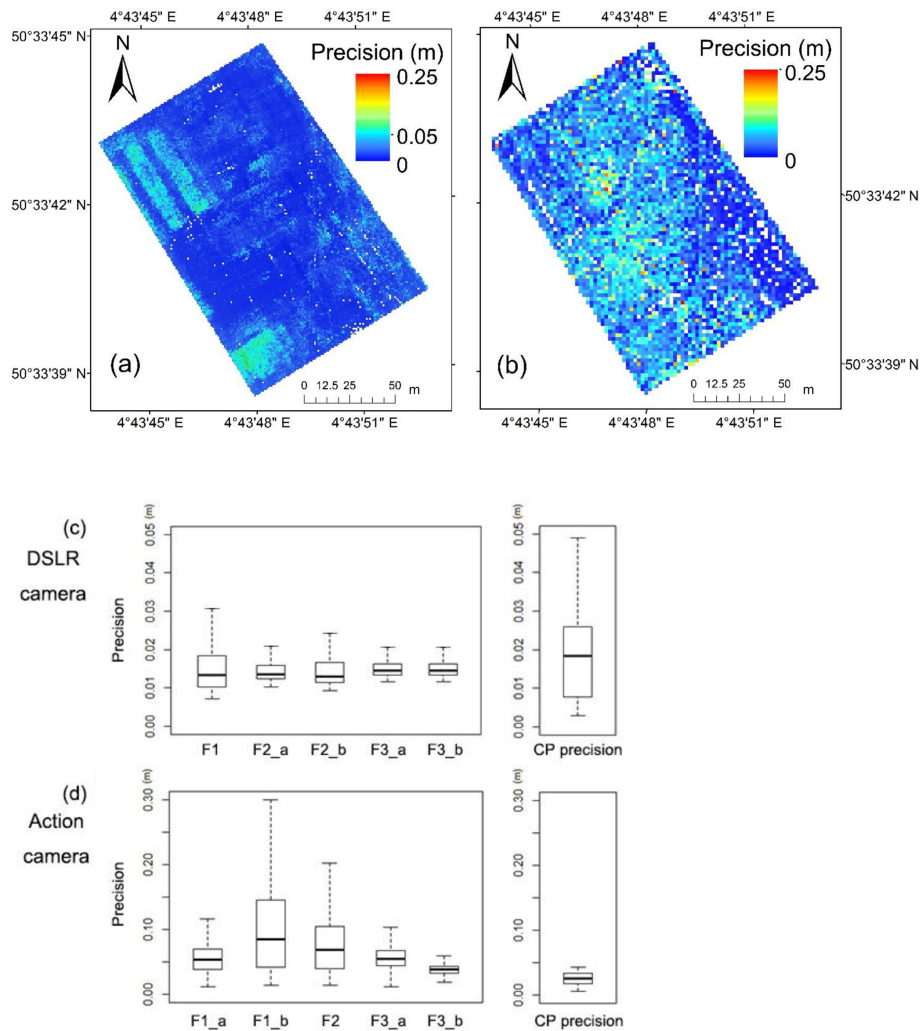 4°43'45" E 4°43'48" E 4°43'51" E
4°43'45" E 4°43'48" E 4°43'51" E
50°33'45" N
N
Precision (m)
0.25
0.05
0
N
Precision (m)
0.25
0
50°33'42" N
50°33'42" N
50°33'39" N
50°33'39" N
(a)
0 12.5 25 50
m
(b)
0 12.5 25 50
m
4°43'45" E 4°43'48" E 4°43'51" E
4°43'45" E 4°43'48" E 4°43'51" E
(c)
DSLR
camera
Precision
(m)
0.05
0.04
0.03
0.02
0.01
0.00
F1 F2_a F2_b F3_a F3_b
(m)
0.05
0.04
0.03
0.02
0.01
0.00
CP precision
(d)
Action
camera
Precision
(m)
0.30
0.20
0.10
0.00
F1_a F1_b F2 F3_a F3_b
(m)
0.30
0.20
0.10
0.00
CP precision